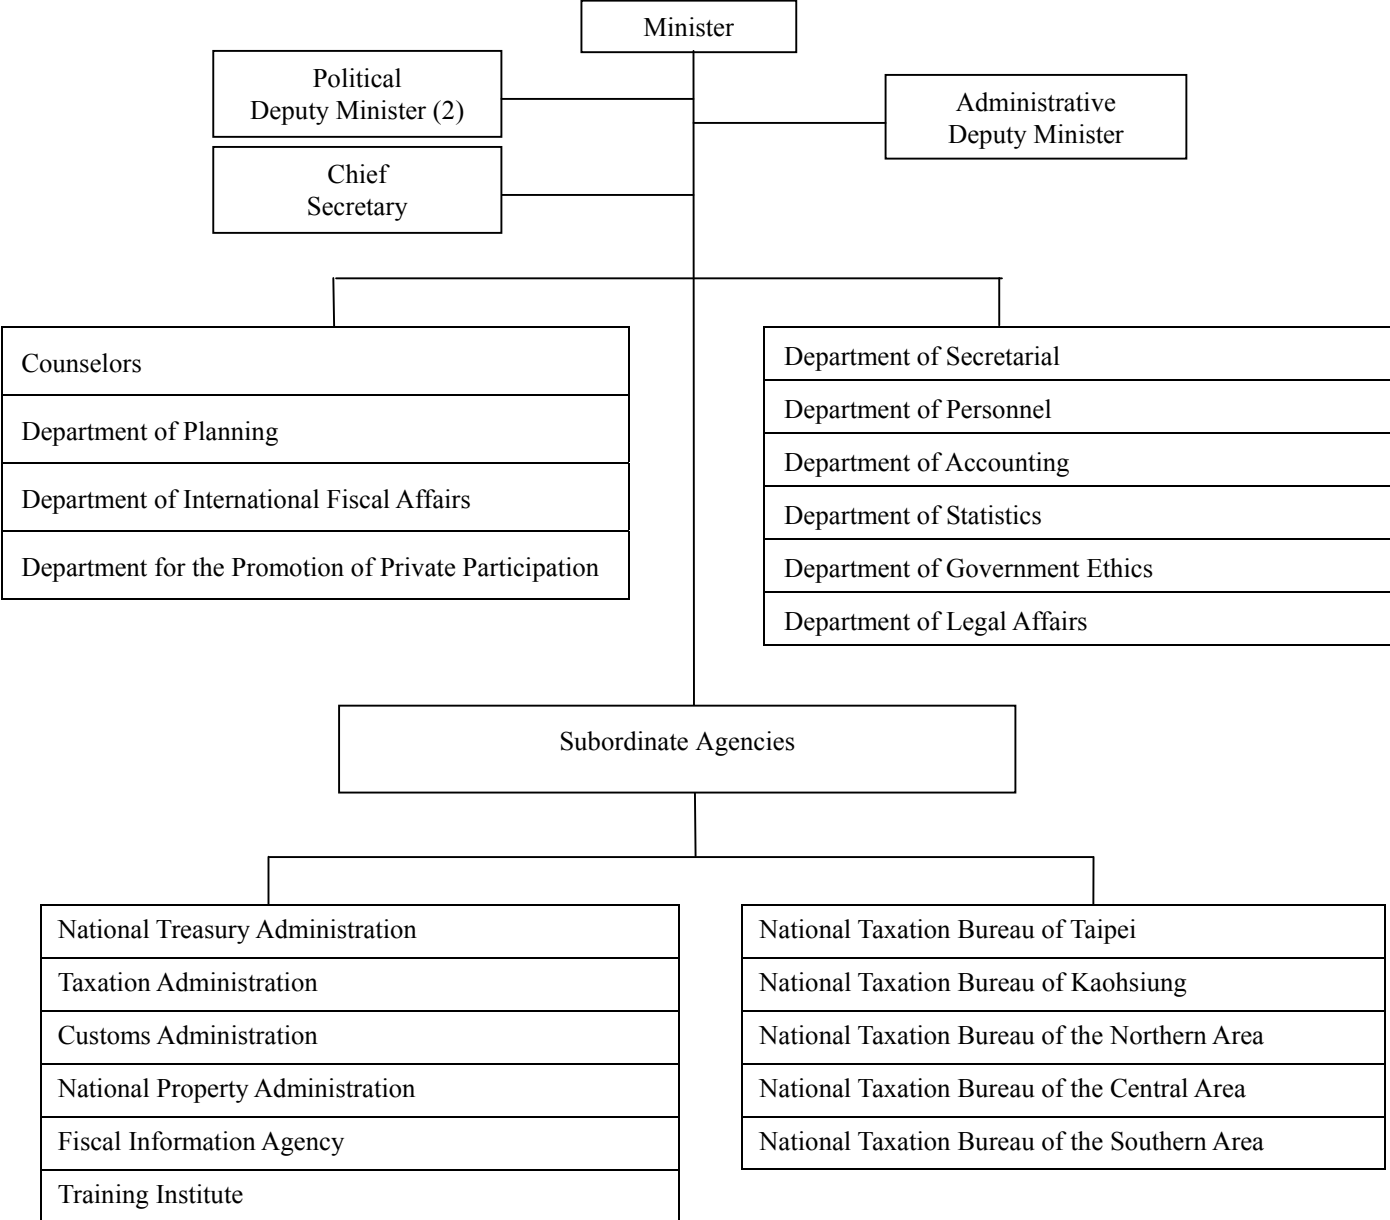 Minister
Political
Deputy Minister (2)
Administrative
Deputy Minister
Chief
Secretary
Counselors
Department of Planning
Department of International Fiscal Affairs
Department for the Promotion of Private Participation
Department of Secretarial
Department of Personnel
Department of Accounting
Department of Statistics
Department of Government Ethics
Department of Legal Affairs
Subordinate Agencies
National Treasury Administration
Taxation Administration
Customs Administration
National Property Administration
Fiscal Information Agency
Training Institute
National Taxation Bureau of Taipei
National Taxation Bureau of Kaohsiung
National Taxation Bureau of the Northern Area
National Taxation Bureau of the Central Area
National Taxation Bureau of the Southern Area